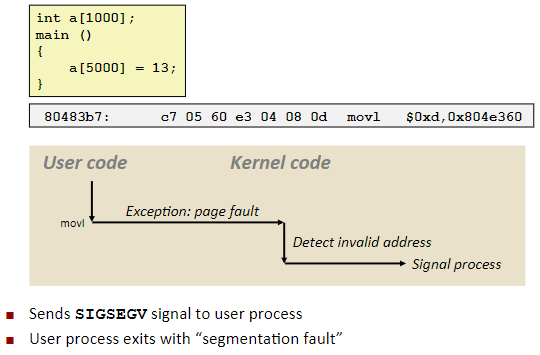 int a[1000];
main ()
{
    a[5000] = 13;
}
80483b7:      c7 05 60 e3 04 08 0d   movl   $0xd,0x804e360
User code   Kernel code
Exception: page fault
movl
Detect invalid address
Signal process
■ Sends SIGSEGV signal to user process
■ User process exits with “segmentation fault”